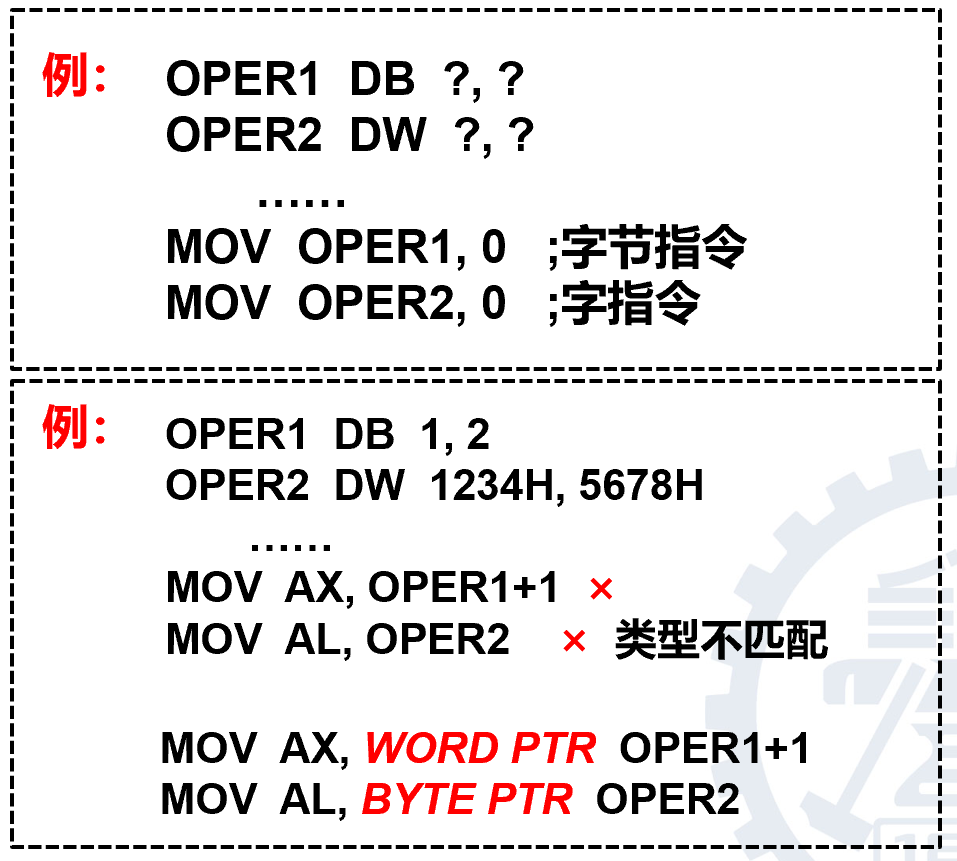 例：
OPER1 DB ?, ?
OPER2 DW ?, ?
……
MOV OPER1, 0 ;字节指令
MOV OPER2, 0 ;字指令
例：
OPER1 DB 1, 2
OPER2 DW 1234H, 5678H
……
MOV AX, OPER1+1 ×
MOV AL, OPER2 × 类型不匹配
MOV AX, WORD PTR OPER1+1
MOV AL, BYTE PTR OPER2